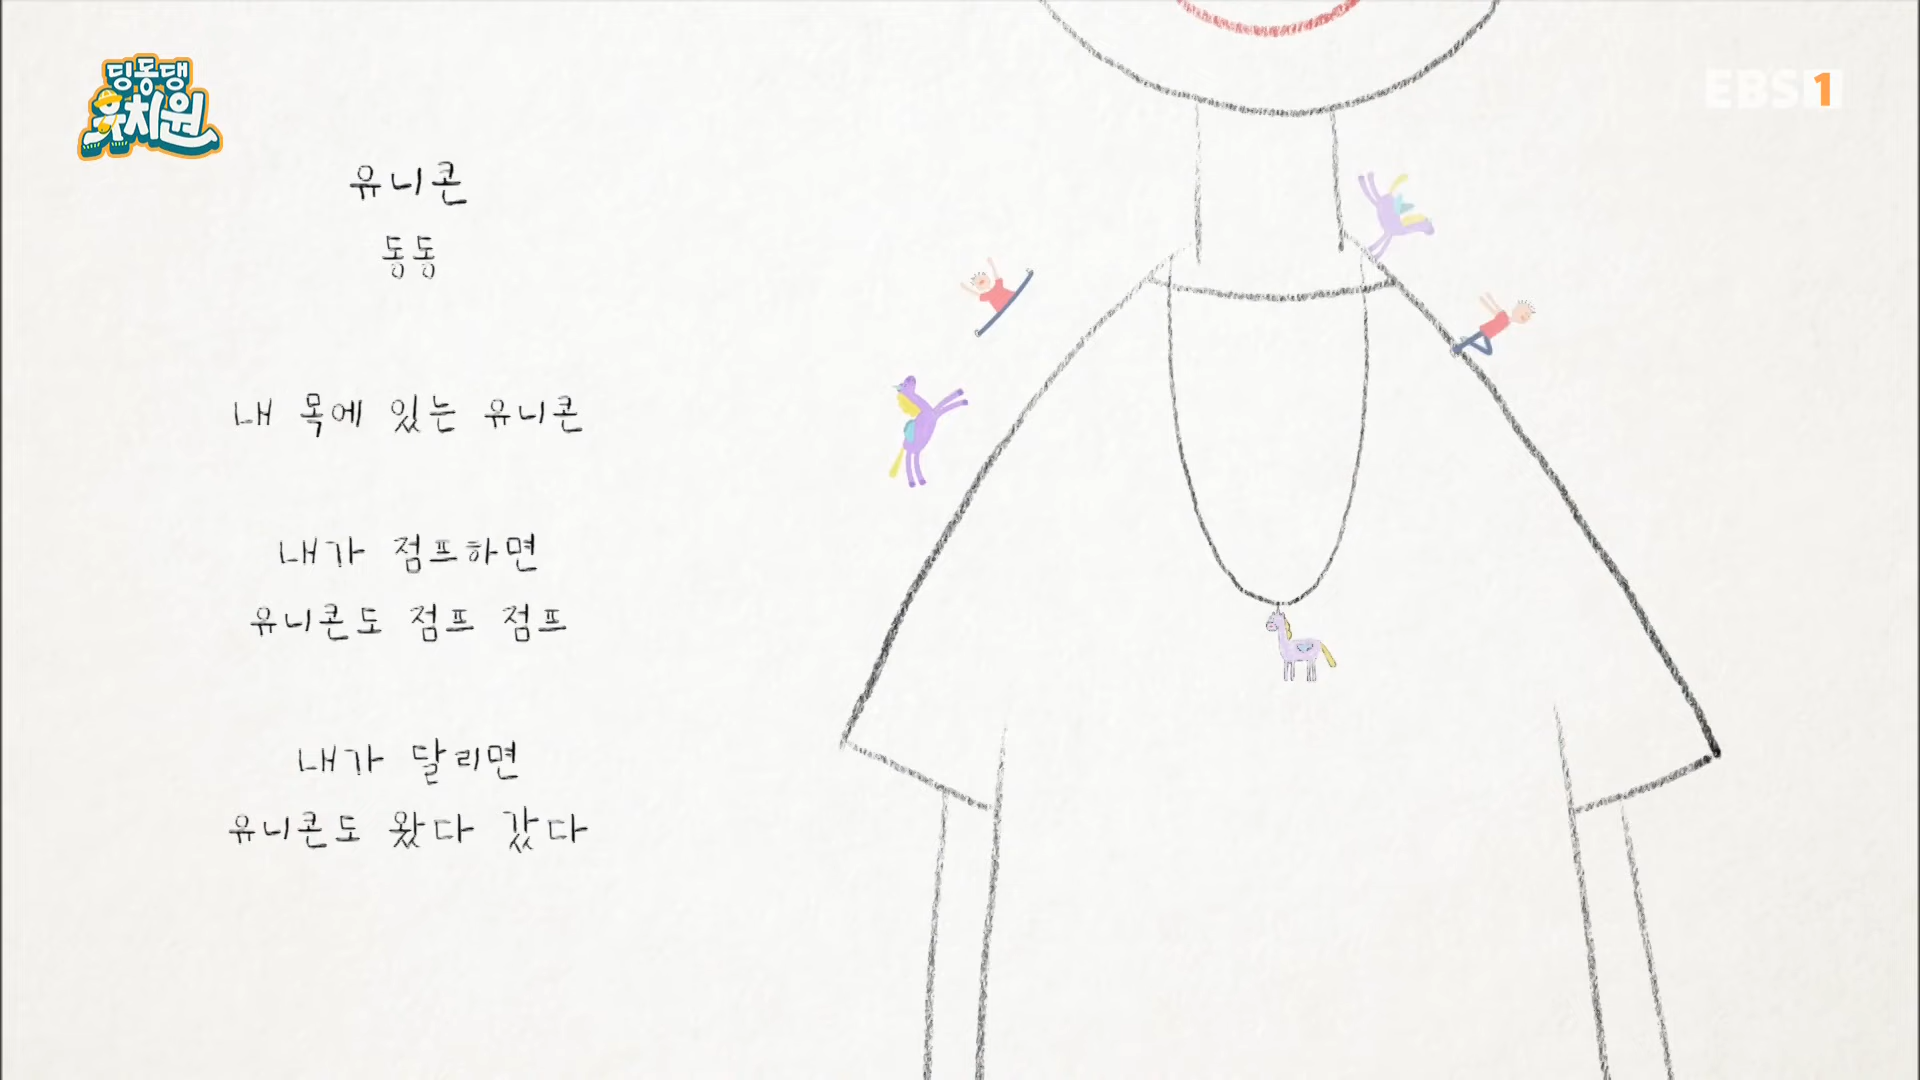 딩동댕
유치원
EBS1
유니콘
동동
내 목에 있는 유니콘
내가 점프하면
유니콘도 점프 점프
내가 달리면
유니콘도 왔다 갔다